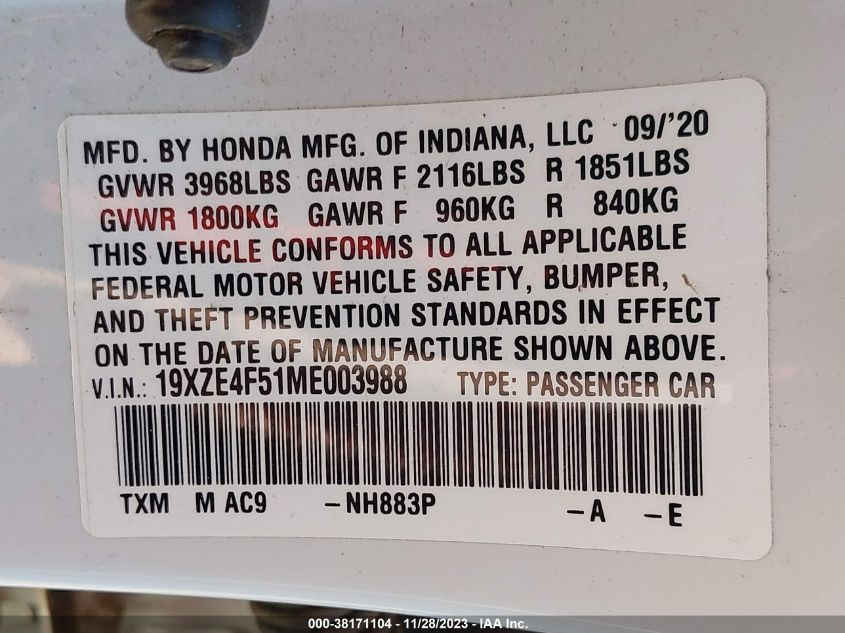 MFD. BY HONDA MFG. OF INDIANA, LLC 09/'20
GVWR 3968LBS GAWR F 2116LBS R 1851LBS
GVWR 1800KG GAWR F 960KG R 840KG
THIS VEHICLE CONFORMS TO ALL APPLICABLE
FEDERAL MOTOR VEHICLE SAFETY, BUMPER,
AND THEFT PREVENTION STANDARDS IN EFFECT
ON THE DATE OF MANUFACTURE SHOWN ABOVE.
V.I.N.: 19XZE4F51ME003988 TYPE: PASSENGER CAR
TXM M AC9 -NH883P -A -E
000-38171104 - 11/28/2023 - IAA Inc.